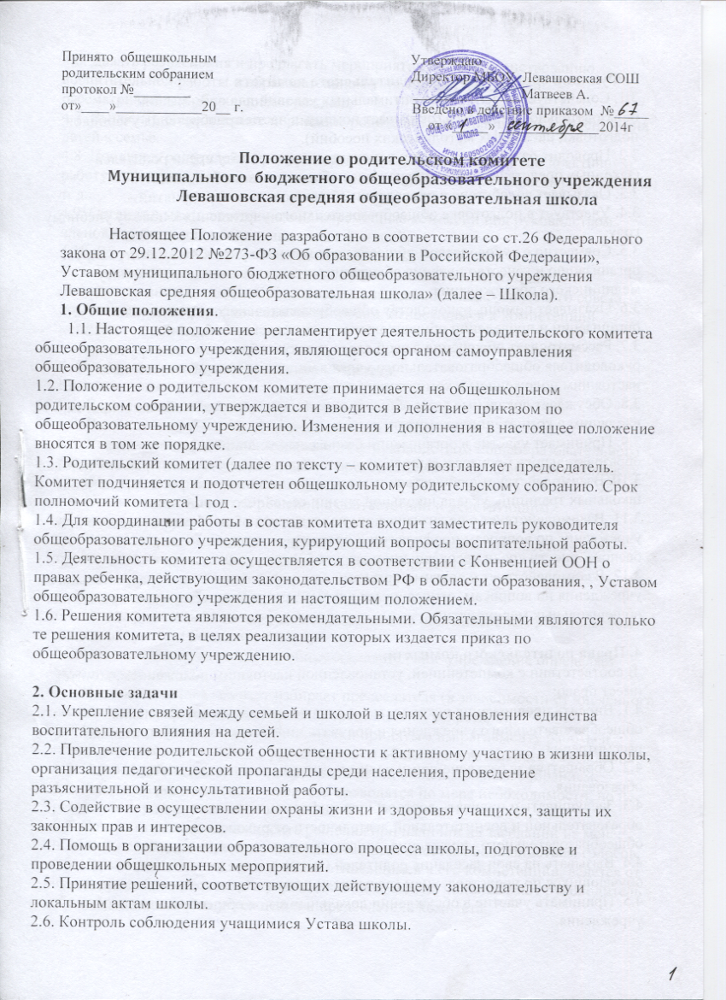 Принято общешкольным
родительским собранием
протокол № __________
от»____ »____________20__ г.
Утверждаю
Директор МБОУ Левашовская СОШ
Матвеев А.
Введено в действие приказом № 67
от « 1 » сентября 2014г
ИНН 1605002693
Положение о родительском комитете
Муниципального бюджетного общеобразовательного учреждения
Левашовская средняя общеобразовательная школа
Настоящее Положение разработано в соответствии со ст.26 Федерального
закона от 29.12.2012 №273-ФЗ «Об образовании в Российской Федерации»,
Уставом муниципального бюджетного общеобразовательного учреждения
Левашовская средняя общеобразовательная школа» (далее – Школа).
1. Общие положения.
1.1. Настоящее положение регламентирует деятельность родительского комитета
общеобразовательного учреждения, являющегося органом самоуправления
общеобразовательного учреждения.
1.2. Положение о родительском комитете принимается на общешкольном
родительском собрании, утверждается и вводится в действие приказом по
общеобразовательному учреждению. Изменения и дополнения в настоящее положение
вносятся в том же порядке.
1.3. Родительский комитет (далее по тексту – комитет) возглавляет председатель.
Комитет подчиняется и подотчетен общешкольному родительскому собранию. Срок
полномочий комитета 1 год .
1.4. Для координации работы в состав комитета входит заместитель руководителя
общеобразовательного учреждения, курирующий вопросы воспитательной работы.
1.5. Деятельность комитета осуществляется в соответствии с Конвенцией ООН о
правах ребенка, действующим законодательством РФ в области образования, , Уставом
общеобразовательного учреждения и настоящим положением.
1.6. Решения комитета являются рекомендательными. Обязательными являются только
те решения комитета, в целях реализации которых издается приказ по
общеобразовательному учреждению.
2. Основные задачи
2.1. Укрепление связей между семьей и школой в целях установления единства
воспитательного влияния на детей.
2.2. Привлечение родительской общественности к активному участию в жизни школы,
организация педагогической пропаганды среди населения, проведение
разъяснительной и консультативной работы.
2.3. Содействие в осуществлении охраны жизни и здоровья учащихся, защиты их
законных прав и интересов.
2.4. Помощь в организации образовательного процесса школы, подготовке и
проведении общешкольных мероприятий.
2.5. Принятие решений, соответствующих действующему законодательству и
локальным актам школы.
2.6. Контроль соблюдения учащимися Устава школы.
1